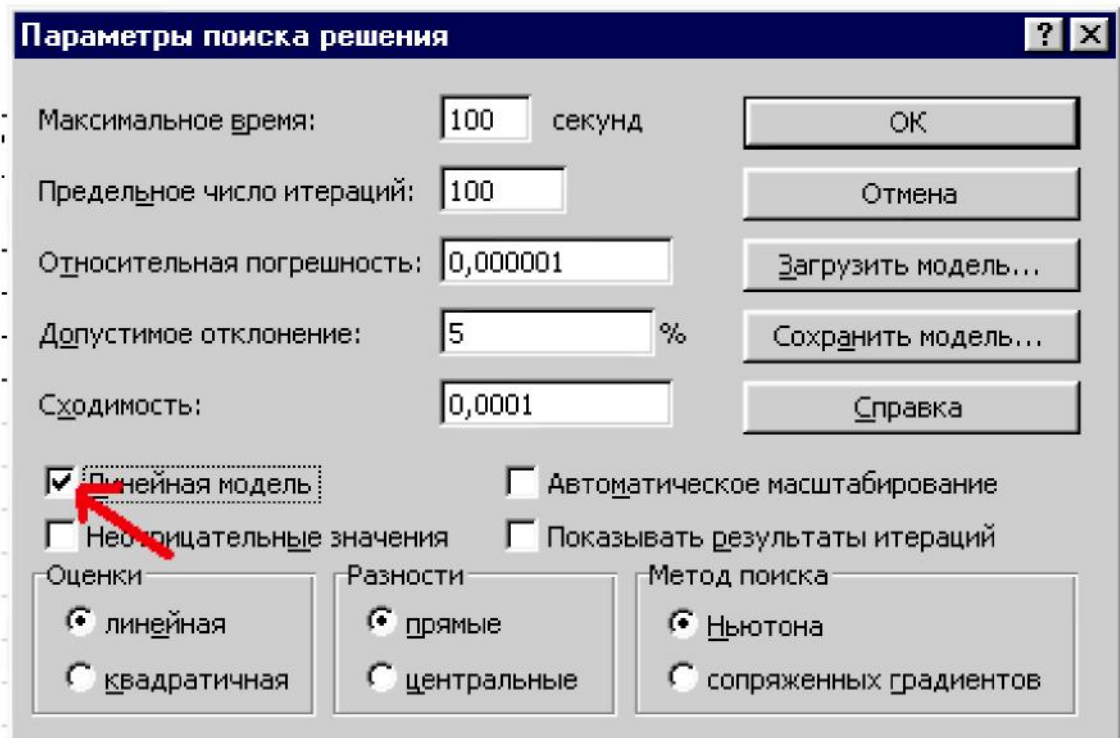 Параметры поиска решения
Максимальное время: 100 секунд
OK
Предельное число итераций: 100
Отмена
Относительная погрешность: 0,000001
Загрузить модель...
Допустимое отклонение: 5 %
Сохранить модель...
Сходимость: 0,0001
Справка
Линейная модель
Автоматическое масштабирование
Неотрицательные значения
Показывать результаты итераций
Оценки
линейная
квадратичная
Разности
прямые
центральные
Метод поиска
Ньютона
сопряженных градиентов